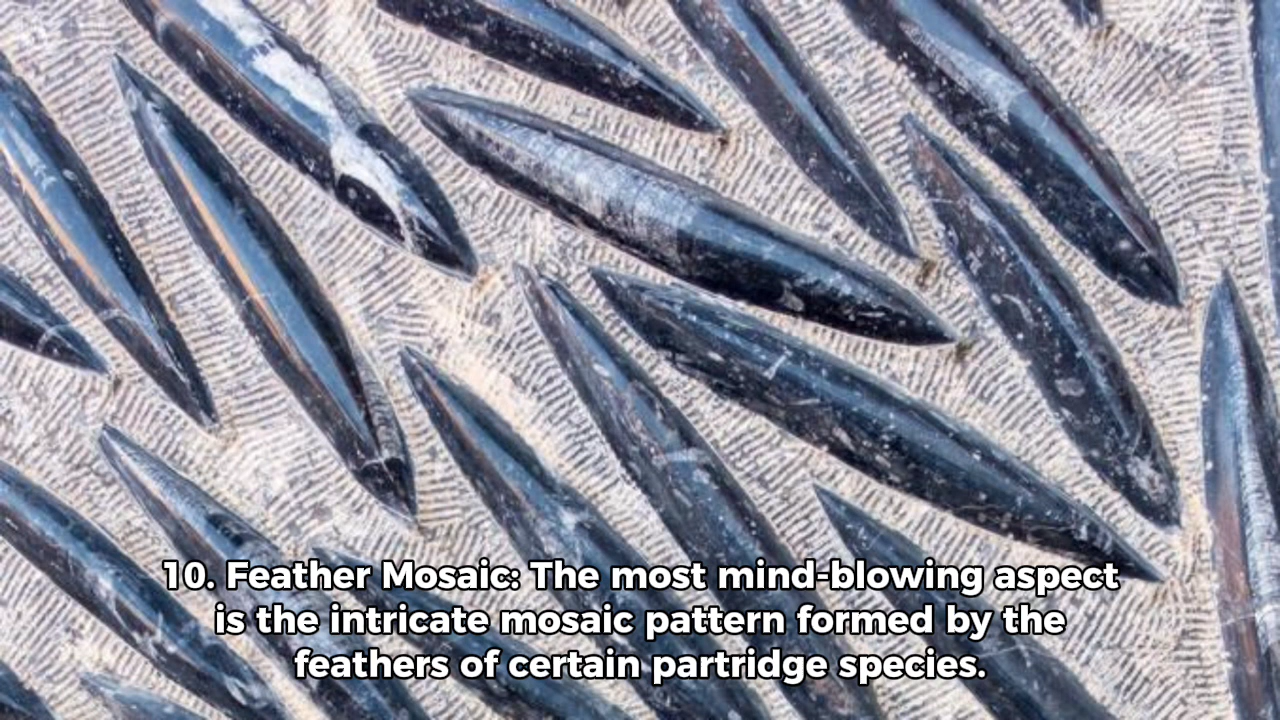 10. Feather Mosaic: The most mind-blowing aspect
is the intricate mosaic pattern formed by the
feathers of certain partridge species.